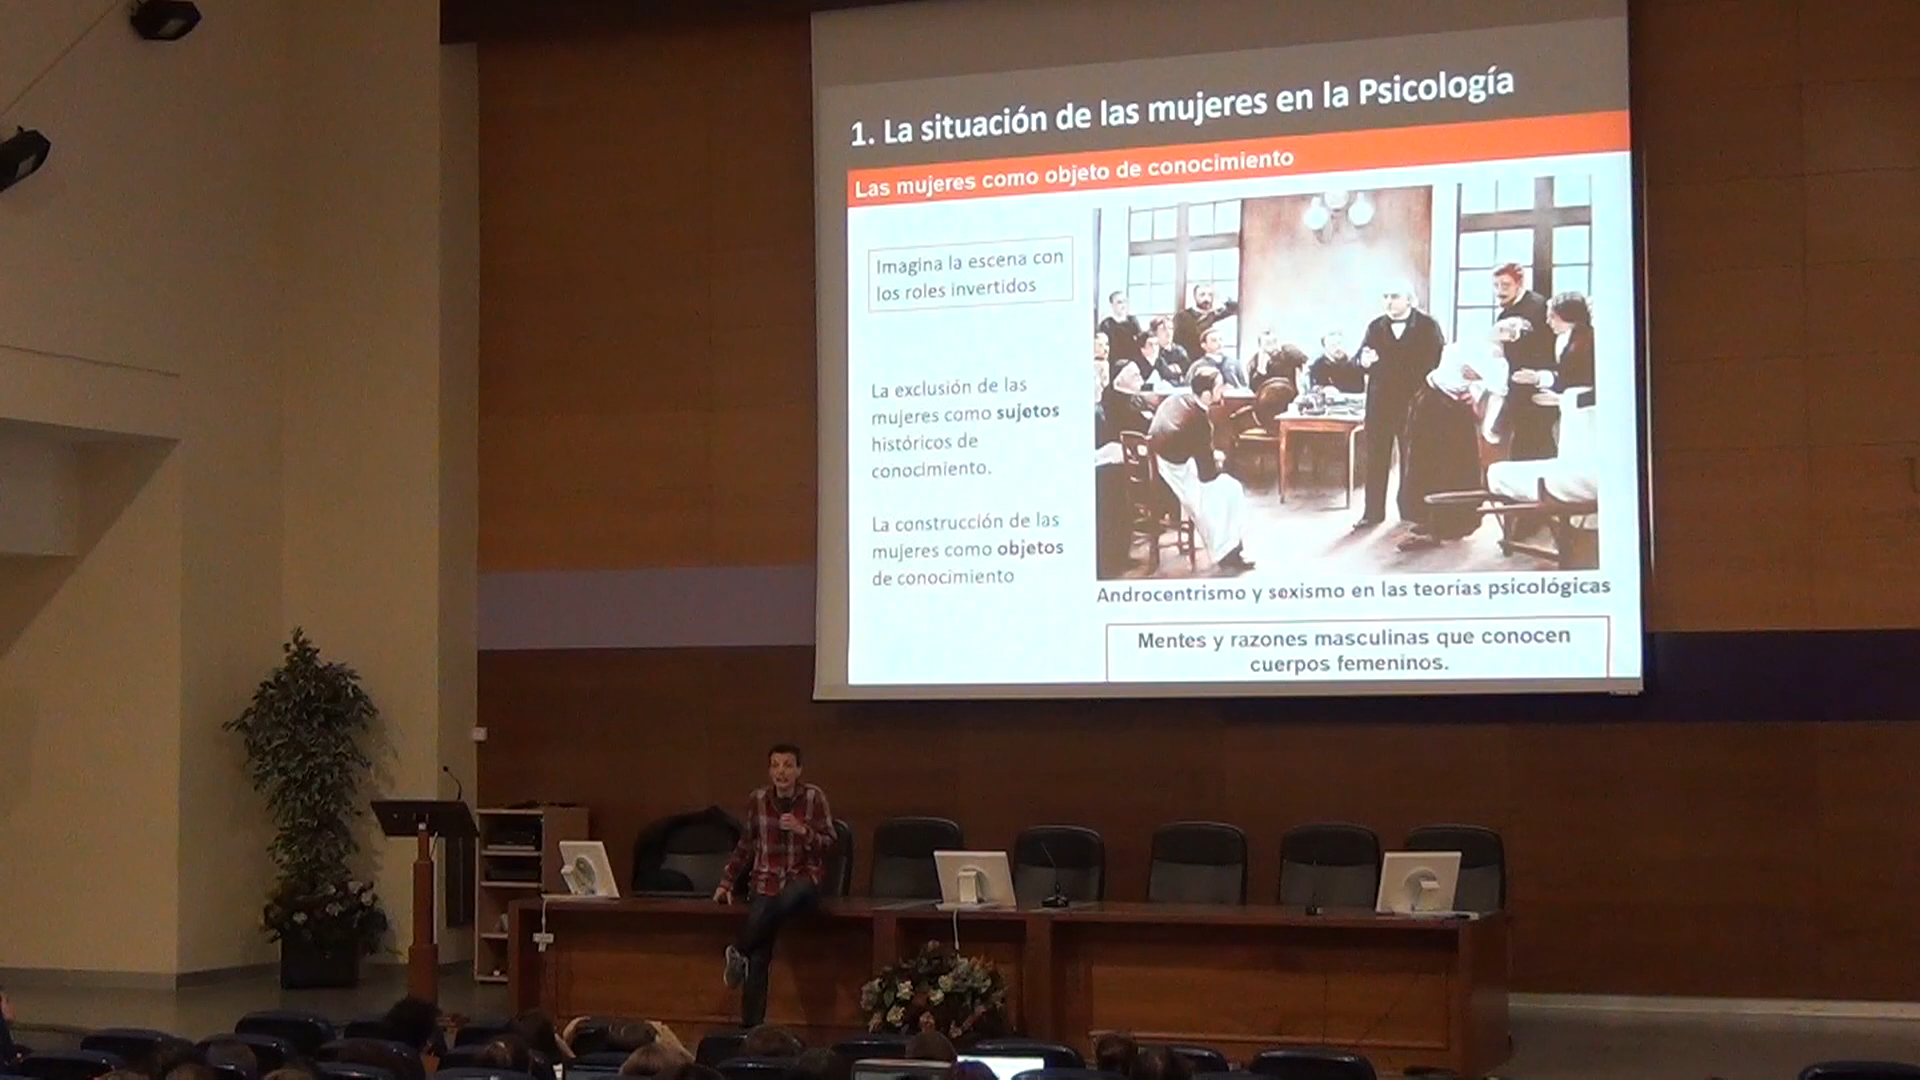 1. La situación de las mujeres en la Psicología
Las mujeres como objeto de conocimiento
Imagina la escena con
los roles invertidos
La exclusión de las
mujeres como sujetos
históricos de
conocimiento.
La construcción de las
mujeres como objetos
de conocimiento
Androcentrismo y sexismo en las teorías psicológicas
Mentes y razones masculinas que conocen
cuerpos femeninos.